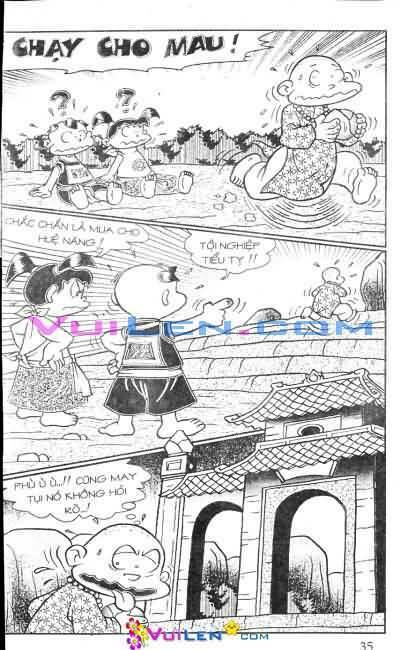 CHẠY CHO MAU!
? ?
CHẮC CHẮN LÀ MUA CHO
HUỆ NĂNG!
TỘI NGHIỆP
TIỂU TỴ!!
VuiLen.com
PHÙ Ù Ù...!! CŨNG MAY
TỤI NÓ KHÔNG HỎI
KỸ..!
VuiLen.com
35